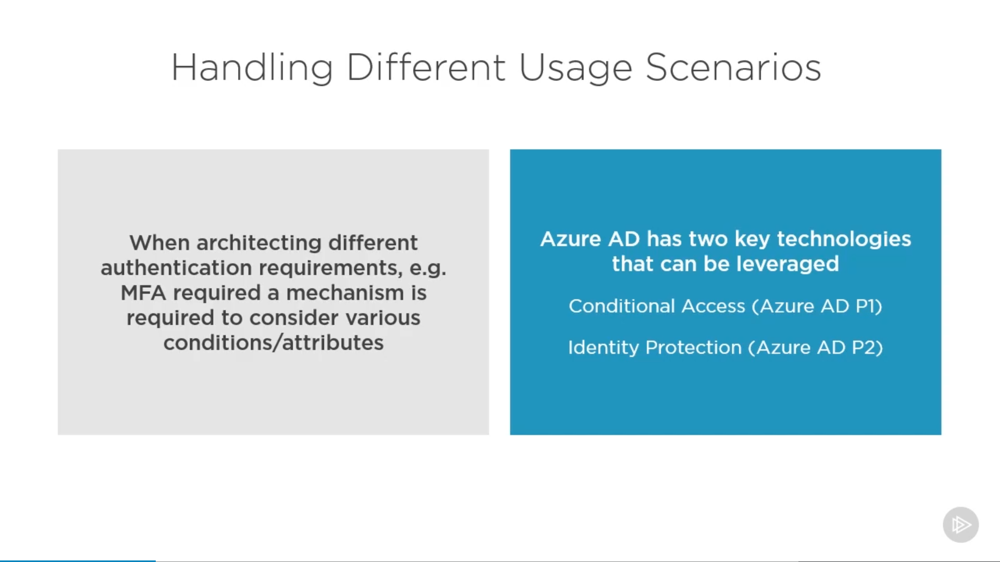 Handling Different Usage Scenarios
When architecting different
authentication requirements, e.g.
MFA required a mechanism is
required to consider various
conditions/attributes
Azure AD has two key technologies
that can be leveraged
Conditional Access (Azure AD P1)
Identity Protection (Azure AD P2)